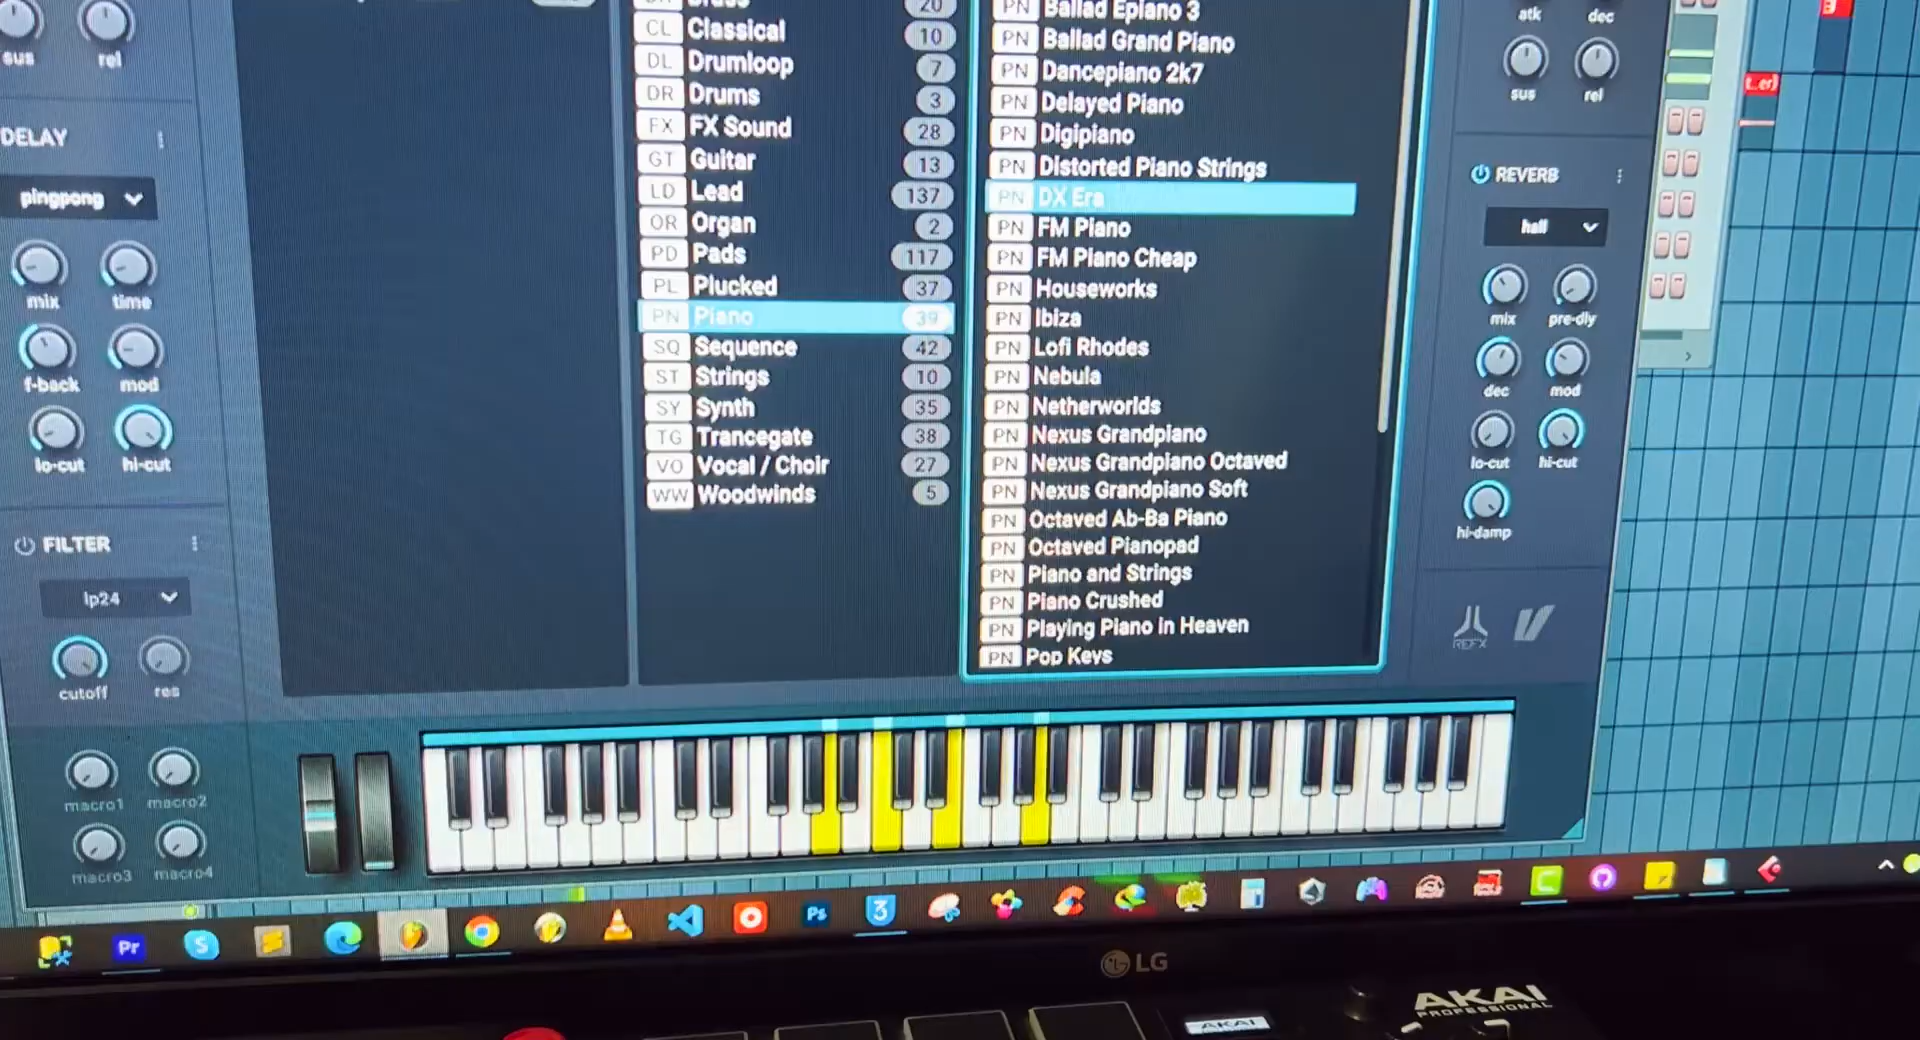 sus
rel
DELAY
pingpong
mix
time
f-back
mod
lo-cut
hi-cut
FILTER
lp24
cutoff
res
macro1
macro2
macro3
macro4
20
CL Classical 10
DL Drumloop 7
DR Drums 3
FX FX Sound 28
GT Guitar 13
LD Lead 137
OR Organ 2
PD Pads 117
PL Plucked 37
PN Piano 39
SQ Sequence 42
ST Strings 10
SY Synth 35
TG Trancegate 38
VO Vocal / Choir 27
WW Woodwinds 5
PN Ballad Epiano 3
PN Ballad Grand Piano
PN Dancepiano 2k7
PN Delayed Piano
PN Digipiano
PN Distorted Piano Strings
PN DX Era
PN FM Piano
PN FM Piano Cheap
PN Houseworks
PN Ibiza
PN Lofi Rhodes
PN Nebula
PN Netherworlds
PN Nexus Grandpiano
PN Nexus Grandpiano Octaved
PN Nexus Grandpiano Soft
PN Octaved Ab-Ba Piano
PN Octaved Pianopad
PN Piano and Strings
PN Piano Crushed
PN Playing Piano in Heaven
PN Pop Keys
atk
dec
sus
rel
REVERB
hall
mix
pre-dly
dec
mod
lo-cut
hi-cut
hi-damp
REFX
t..er)
Pr
S
Ps
3
LG
AKAI
PROFESSIONAL
AKAI